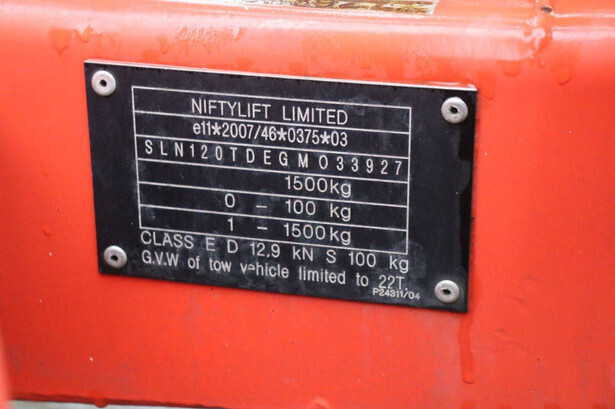 NIFTYLIFT LIMITED
e11*2007/46*0375*03
SLN120TDEGM033927
1500kg
0 - 100 kg
1 - 1500kg
CLASS E D 12.9 kN S 100 kg
G.V.W of tow vehicle limited to 22T.
P24311/04